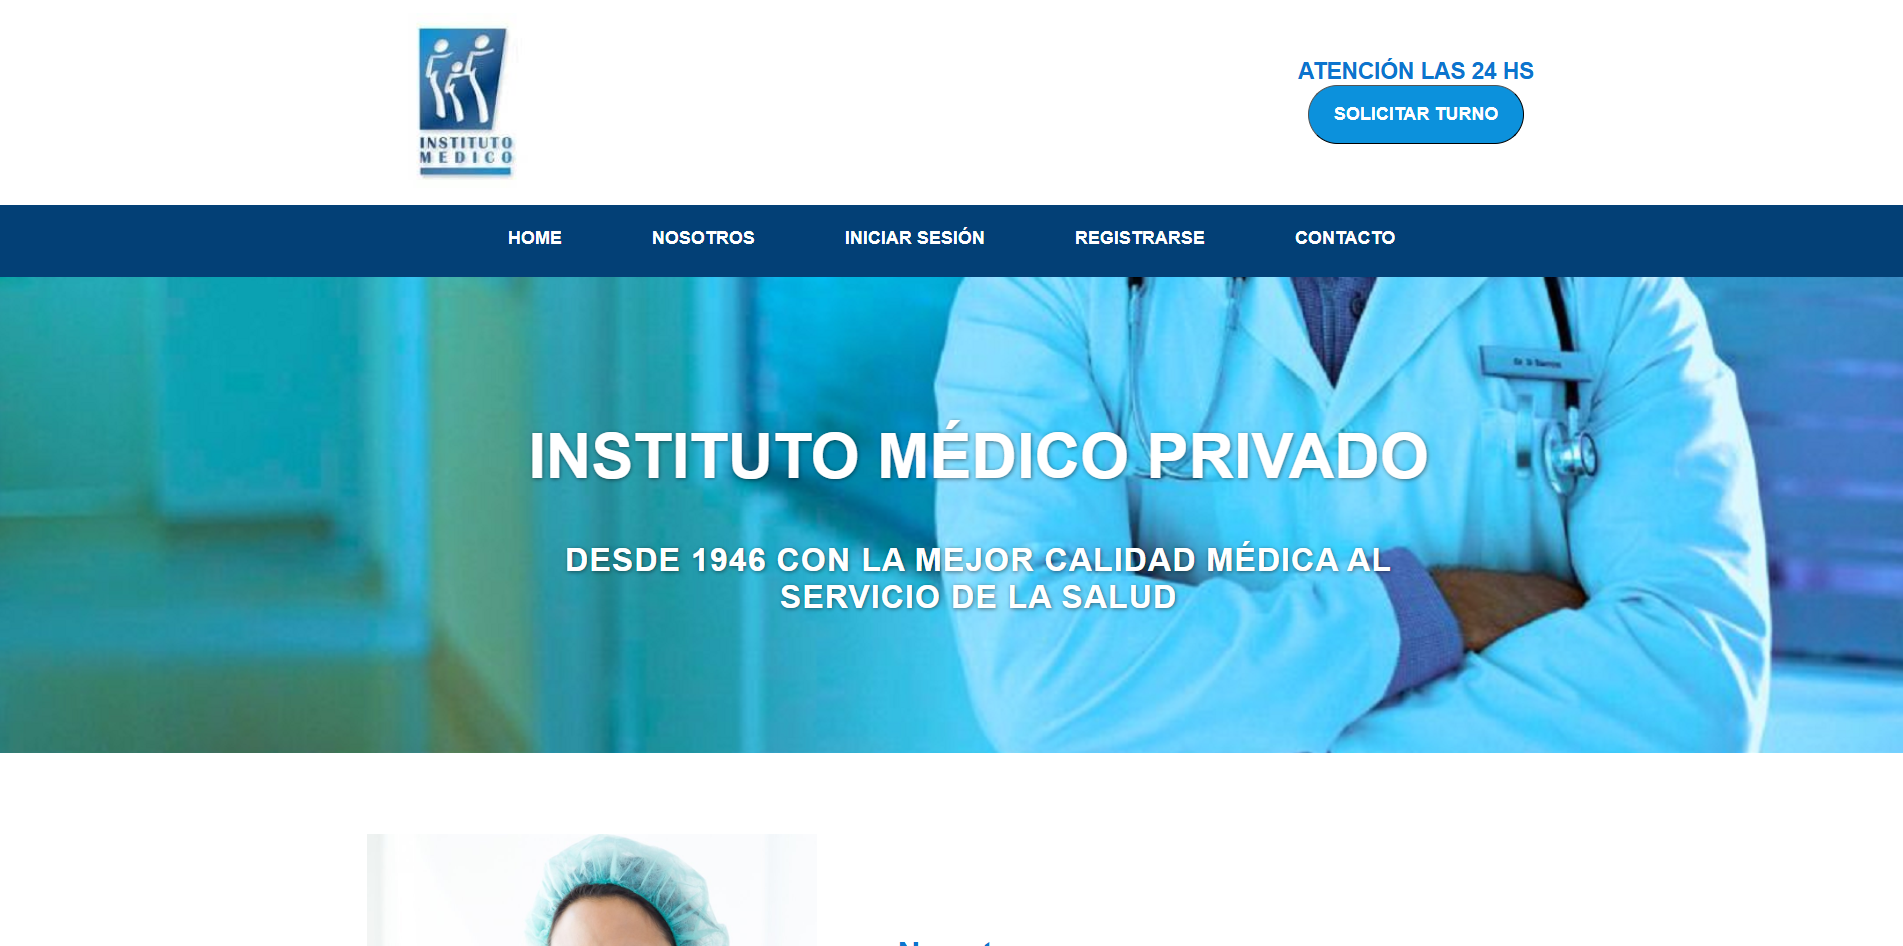 INSTITUTO
MEDICO
ATENCIÓN LAS 24 HS
SOLICITAR TURNO
HOME
NOSOTROS
INICIAR SESIÓN
REGISTRARSE
CONTACTO
INSTITUTO MÉDICO PRIVADO
DESDE 1946 CON LA MEJOR CALIDAD MÉDICA AL
SERVICIO DE LA SALUD